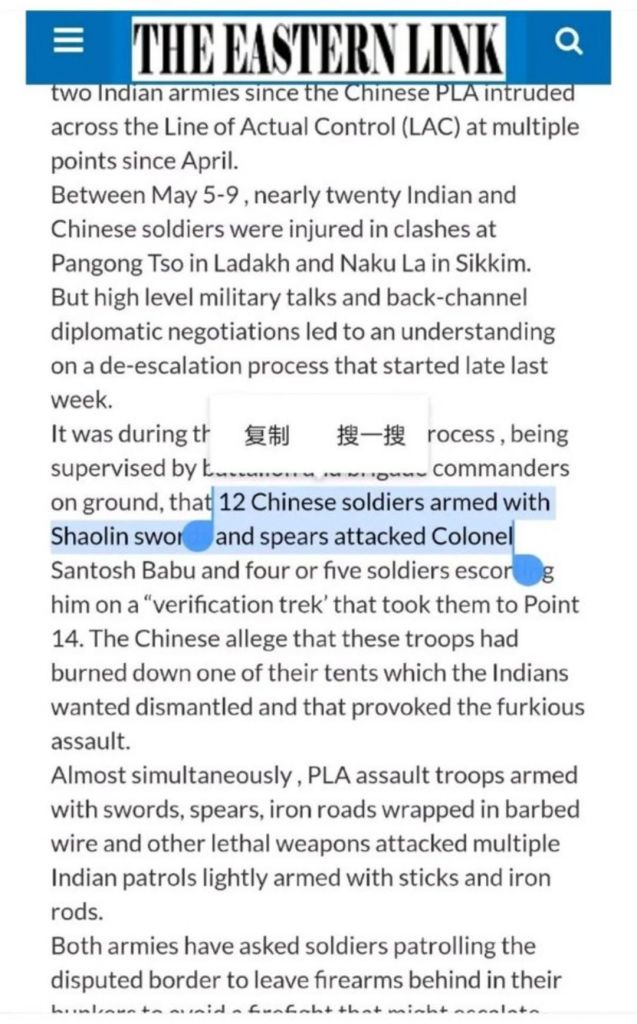 THE EASTERN LINK
two Indian armies since the Chinese PLA intruded
across the Line of Actual Control (LAC) at multiple
points since April.
Between May 5-9 , nearly twenty Indian and
Chinese soldiers were injured in clashes at
Pangong Tso in Ladakh and Naku La in Sikkim.
But high level military talks and back-channel
diplomatic negotiations led to an understanding
on a de-escalation process that started late last
week.
复制 搜一搜
It was during rocess , being
supervised by commanders
on ground, that 12 Chinese soldiers armed with
Shaolin and spears attacked Colonel
Santosh Babu and four or five soldiers
him on a “verification trek’ that took them to Point
14. The Chinese allege that these troops had
burned down one of their tents which the Indians
wanted dismantled and that provoked the furkious
assault.
Almost simultaneously , PLA assault troops armed
with swords, spears, iron roads wrapped in barbed
wire and other lethal weapons attacked multiple
Indian patrols lightly armed with sticks and iron
rods.
Both armies have asked soldiers patrolling the
disputed border to leave firearms behind in their